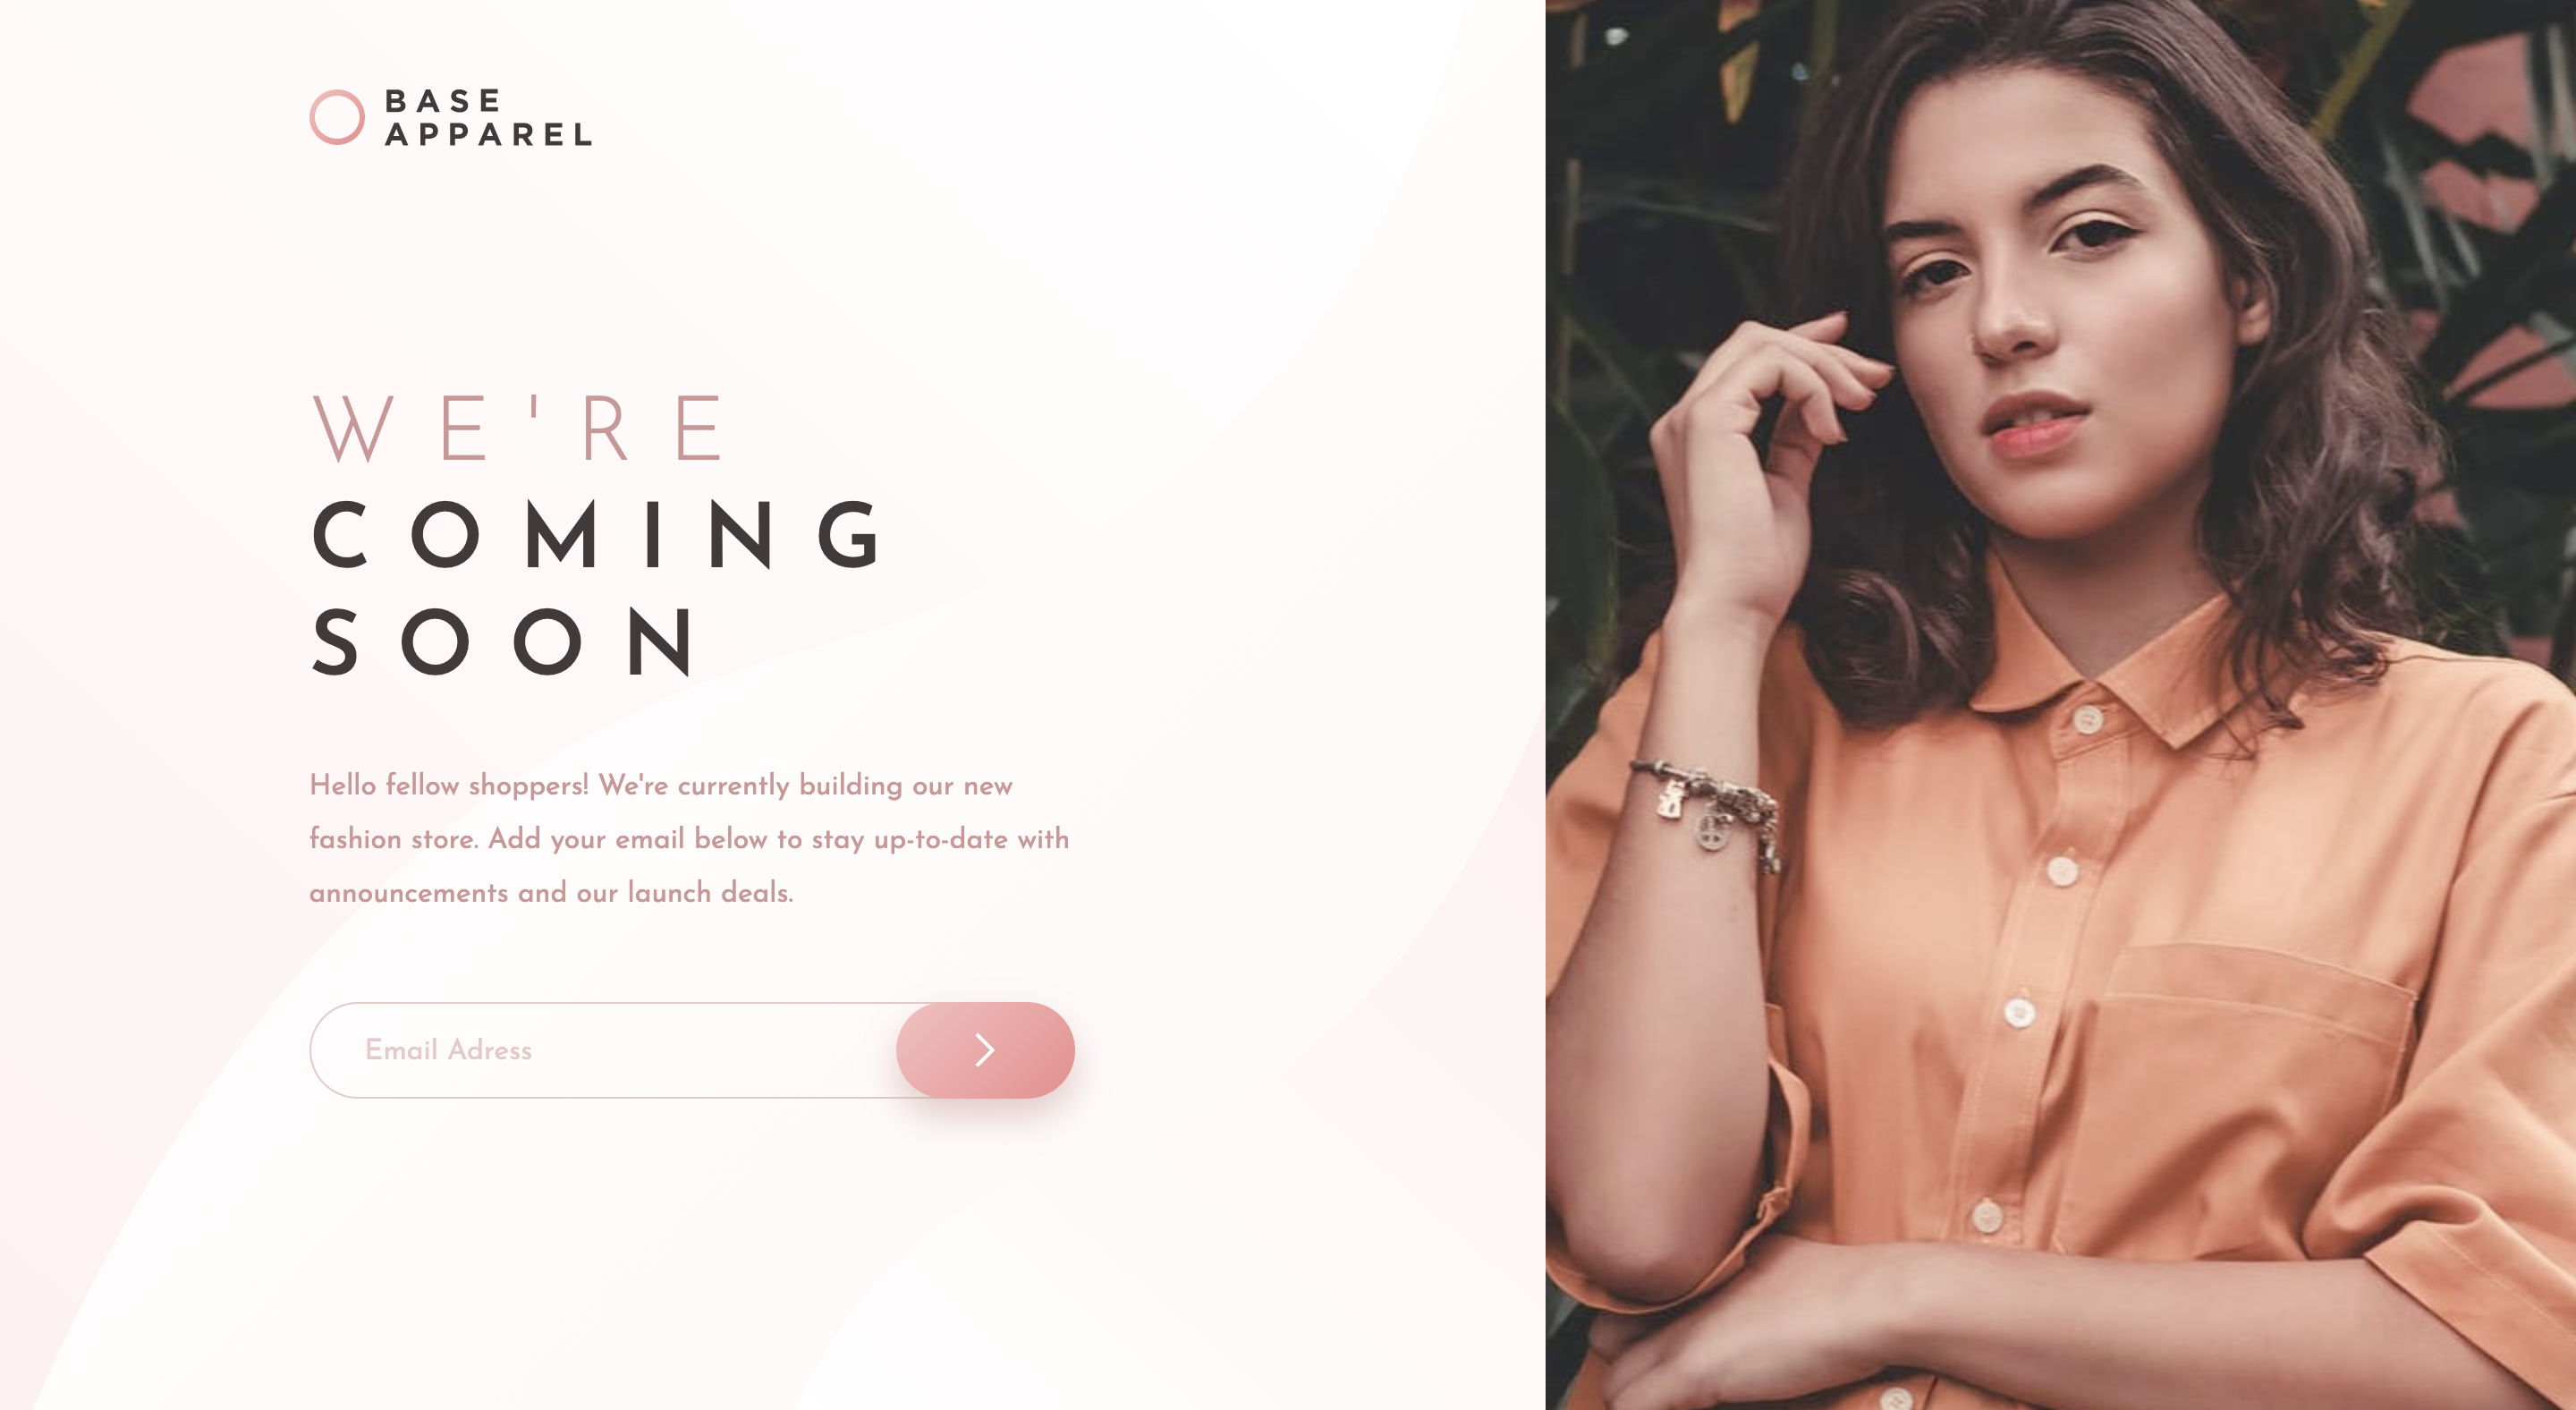 BASE
APPAREL
WE'RE
COMING
SOON
Hello fellow shoppers! We're currently building our new
fashion store. Add your email below to stay up-to-date with
announcements and our launch deals.
Email Adress